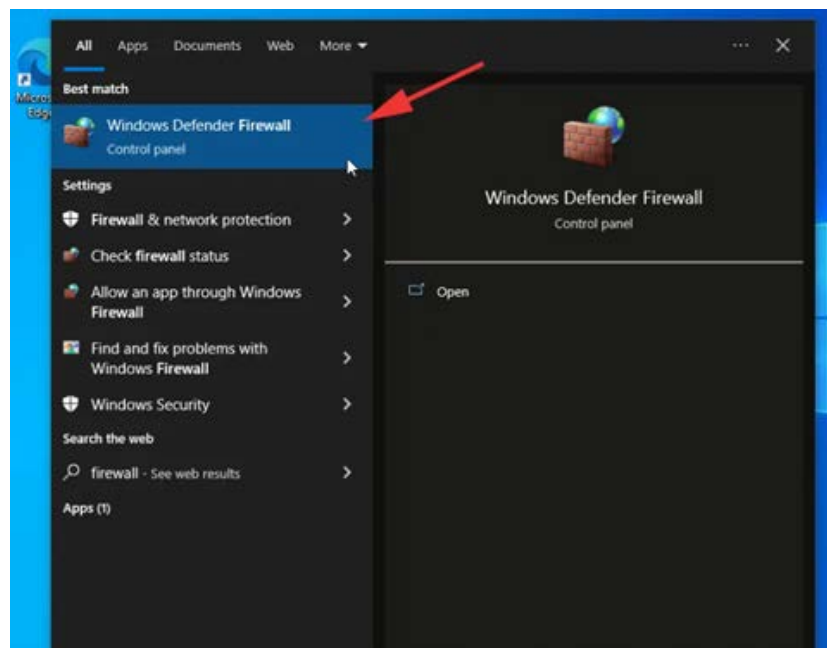 All Apps Documents Web More
Micros
Edge
Best match
Windows Defender Firewall
Control panel
Settings
Firewall & network protection
Check firewall status
Allow an app through Windows
Firewall
Find and fix problems with
Windows Firewall
Windows Security
Search the web
firewall - See web results
Apps (1)
Windows Defender Firewall
Control panel
Open